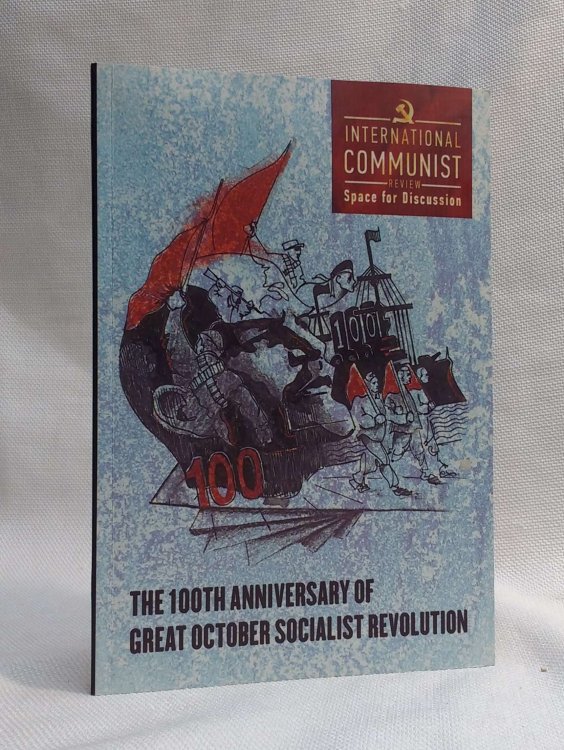 INTERNATIONAL
COMMUNIST
REVIEW
Space for Discussion
100
100
THE 100TH ANNIVERSARY OF
GREAT OCTOBER SOCIALIST REVOLUTION